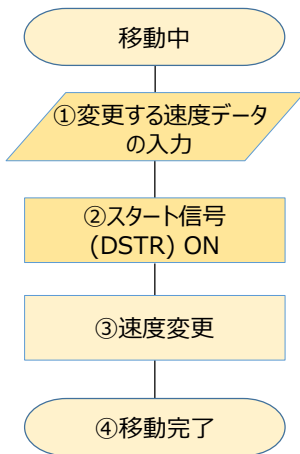 移動中
①変更する速度データ
の入力
②スタート信号
(DSTR) ON
③速度変更
④移動完了